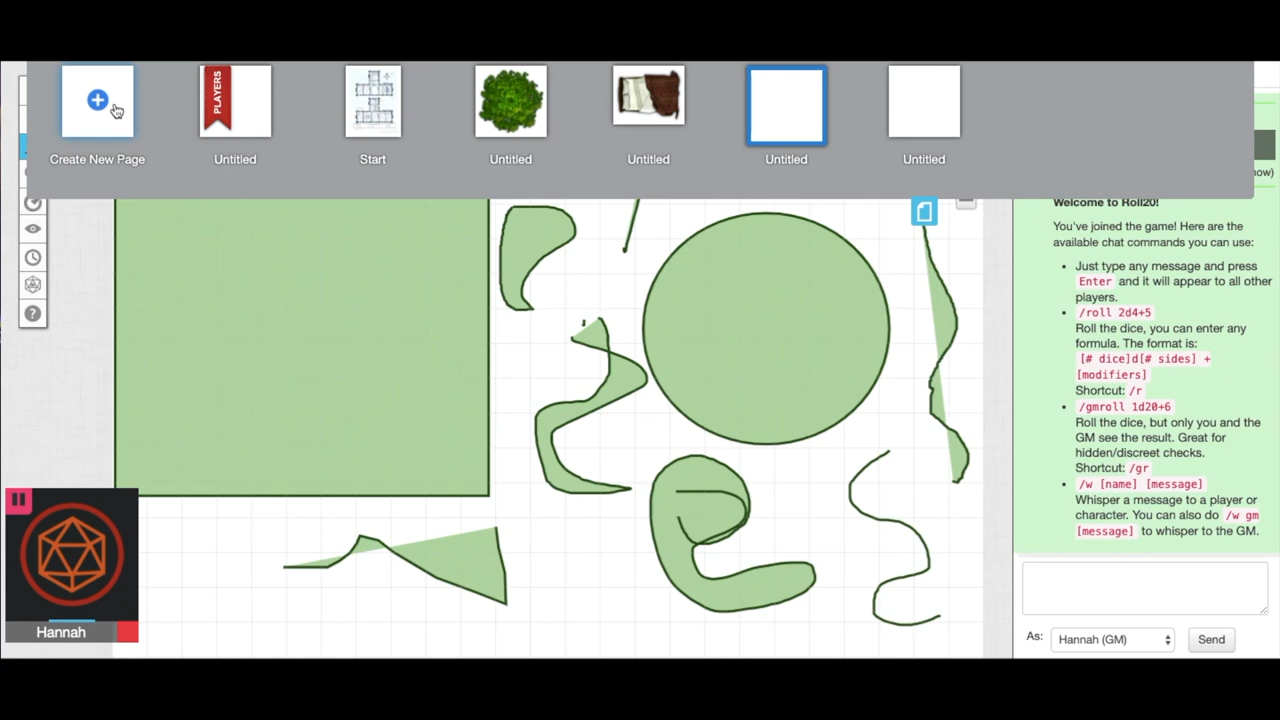 PLAYERS
Create New Page
Untitled
Start
Untitled
Untitled
Untitled
Untitled
now)
Welcome to Roll20!
You've joined the game! Here are the
available chat commands you can use:
• Just type any message and press
Enter and it will appear to all other
players.
• /roll 2d4+5
Roll the dice, you can enter any
formula. The format is:
[# dice]d[# sides] +
[modifiers]
Shortcut: /r
• /gmroll 1d20+6
Roll the dice, but only you and the
GM see the result. Great for
hidden/discreet checks.
Shortcut: /gr
• /w [name] [message]
Whisper a message to a player or
character. You can also do /w gm
[message] to whisper to the GM.
?
Hannah
As: Hannah (GM) Send